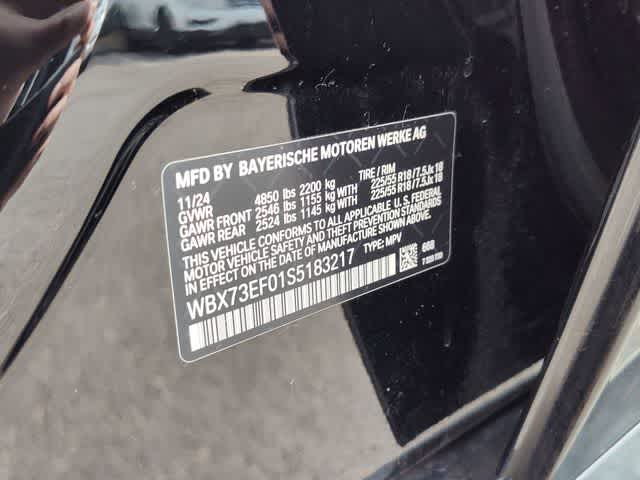 MFD BY BAYERISCHE MOTOREN WERKE AG
11/24 4850 lbs 2200 kg TIRE / RIM
GVWR
GAWR FRONT 2546 lbs 1155 kg WITH 225/55 R18/7.5Jx18
GAWR REAR 2524 lbs 1145 kg WITH 225/55 R18/7.5Jx18
THIS VEHICLE CONFORMS TO ALL APPLICABLE U. S. FEDERAL
MOTOR VEHICLE SAFETY AND THEFT PREVENTION STANDARDS
IN EFFECT ON THE DATE OF MANUFACTURE SHOWN ABOVE.
WBX73EF01S5183217 TYPE: MPV
668